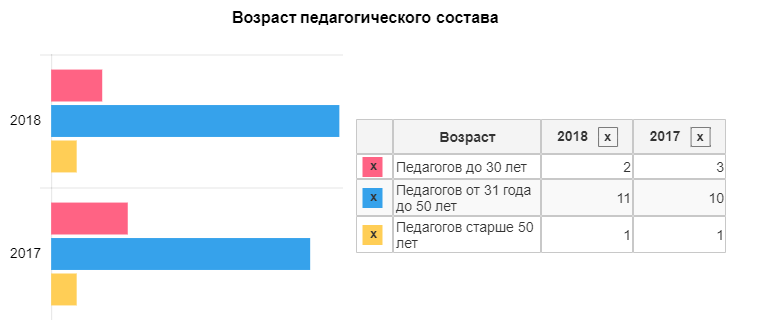 Возраст педагогического состава
2018
2017
Возраст 2018 x 2017 x
x Педагогов до 30 лет 2 3
x Педагогов от 31 года
до 50 лет 11 10
x Педагогов старше 50
лет 1 1